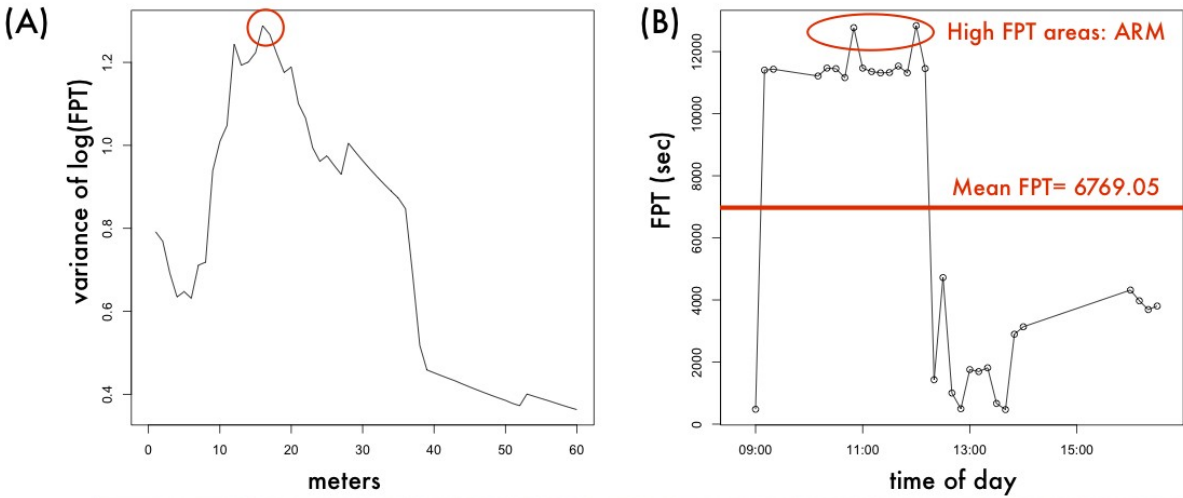 (A)
variance of log(FPT)
1.2
1.0
0.8
0.6
0.4
0 10 20 30 40 50 60
meters
(B)
High FPT areas: ARM
Mean FPT= 6769.05
FPT (sec)
12000
10000
8000
6000
4000
2000
0
09:00 11:00 13:00 15:00
time of day